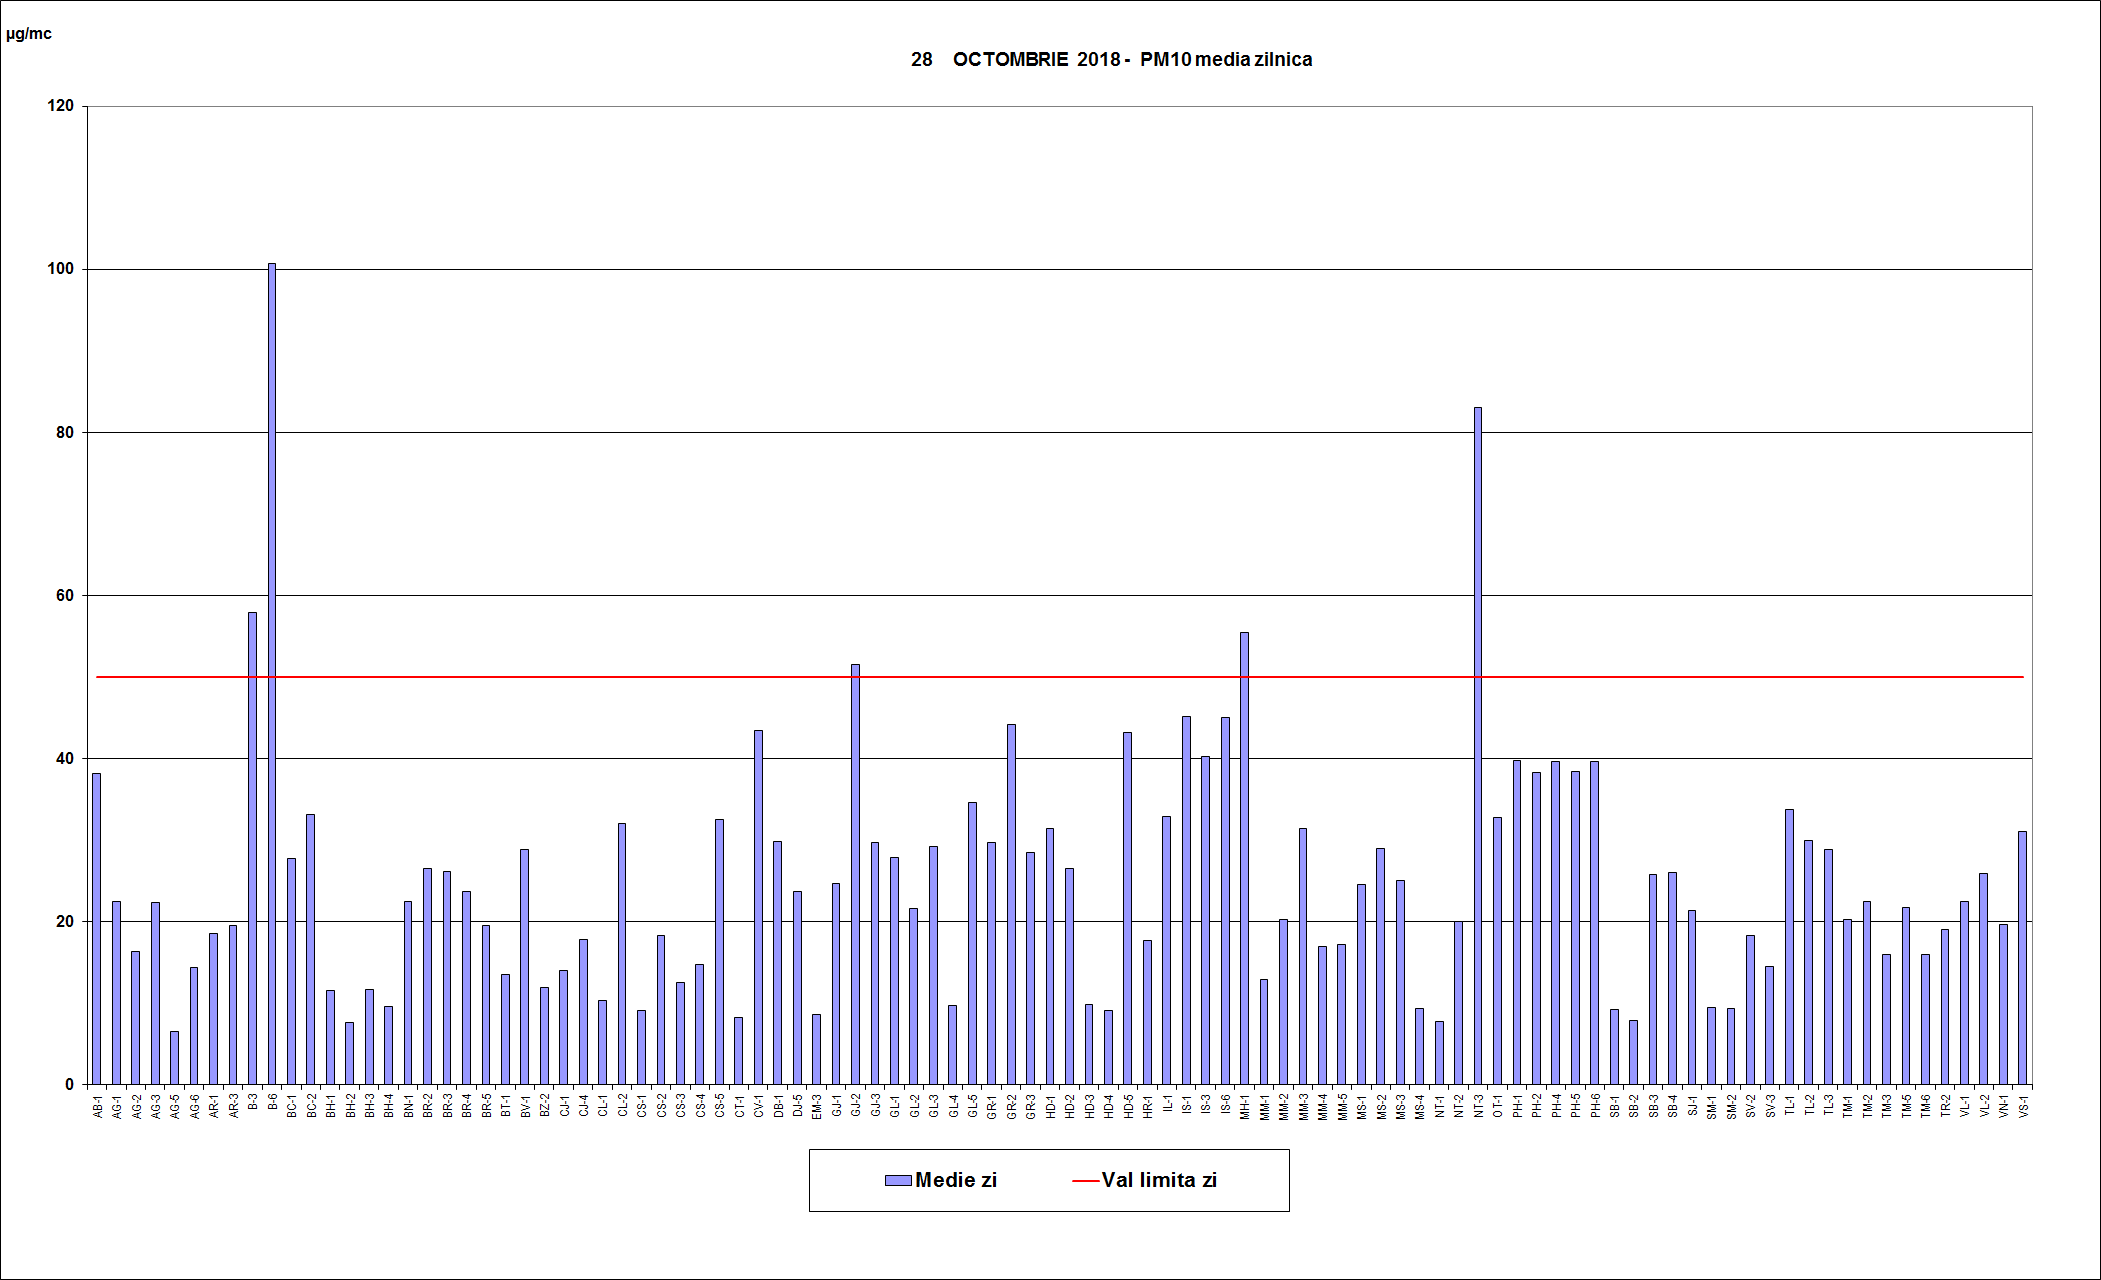 µg/mc
28 OCTOMBRIE 2018 - PM10 media zilnica
120
100
80
60
40
20
0
AB-1 AG-1 AG-2 AG-3 AG-5 AG-6 AR-1 AR-3 B-3 B-6 BC-1 BC-2 BH-1 BH-2 BH-3 BH-4 BN-1 BR-2 BR-3 BR-4 BR-5 BT-1 BV-1 BZ-2 CJ-1 CJ-4 CL-1 CL-2 CS-1 CS-2 CS-3 CS-4 CS-5 CT-1 CV-1 DB-1 DJ-5 EM-3 GJ-1 GJ-2 GJ-3 GL-1 GL-2 GL-3 GL-4 GL-5 GR-1 GR-2 GR-3 HD-1 HD-2 HD-3 HD-4 HD-5 HR-1 IL-1 IS-1 IS-3 IS-6 MH-1 MM-1 MM-2 MM-3 MM-4 MM-5 MS-1 MS-2 MS-3 MS-4 NT-1 NT-2 NT-3 OT-1 PH-1 PH-2 PH-4 PH-5 PH-6 SB-1 SB-2 SB-3 SB-4 SJ-1 SM-1 SM-2 SV-2 SV-3 TL-1 TL-2 TL-3 TM-1 TM-2 TM-3 TM-5 TM-6 TR-2 VL-1 VL-2 VN-1 VS-1
Medie zi Val limita zi